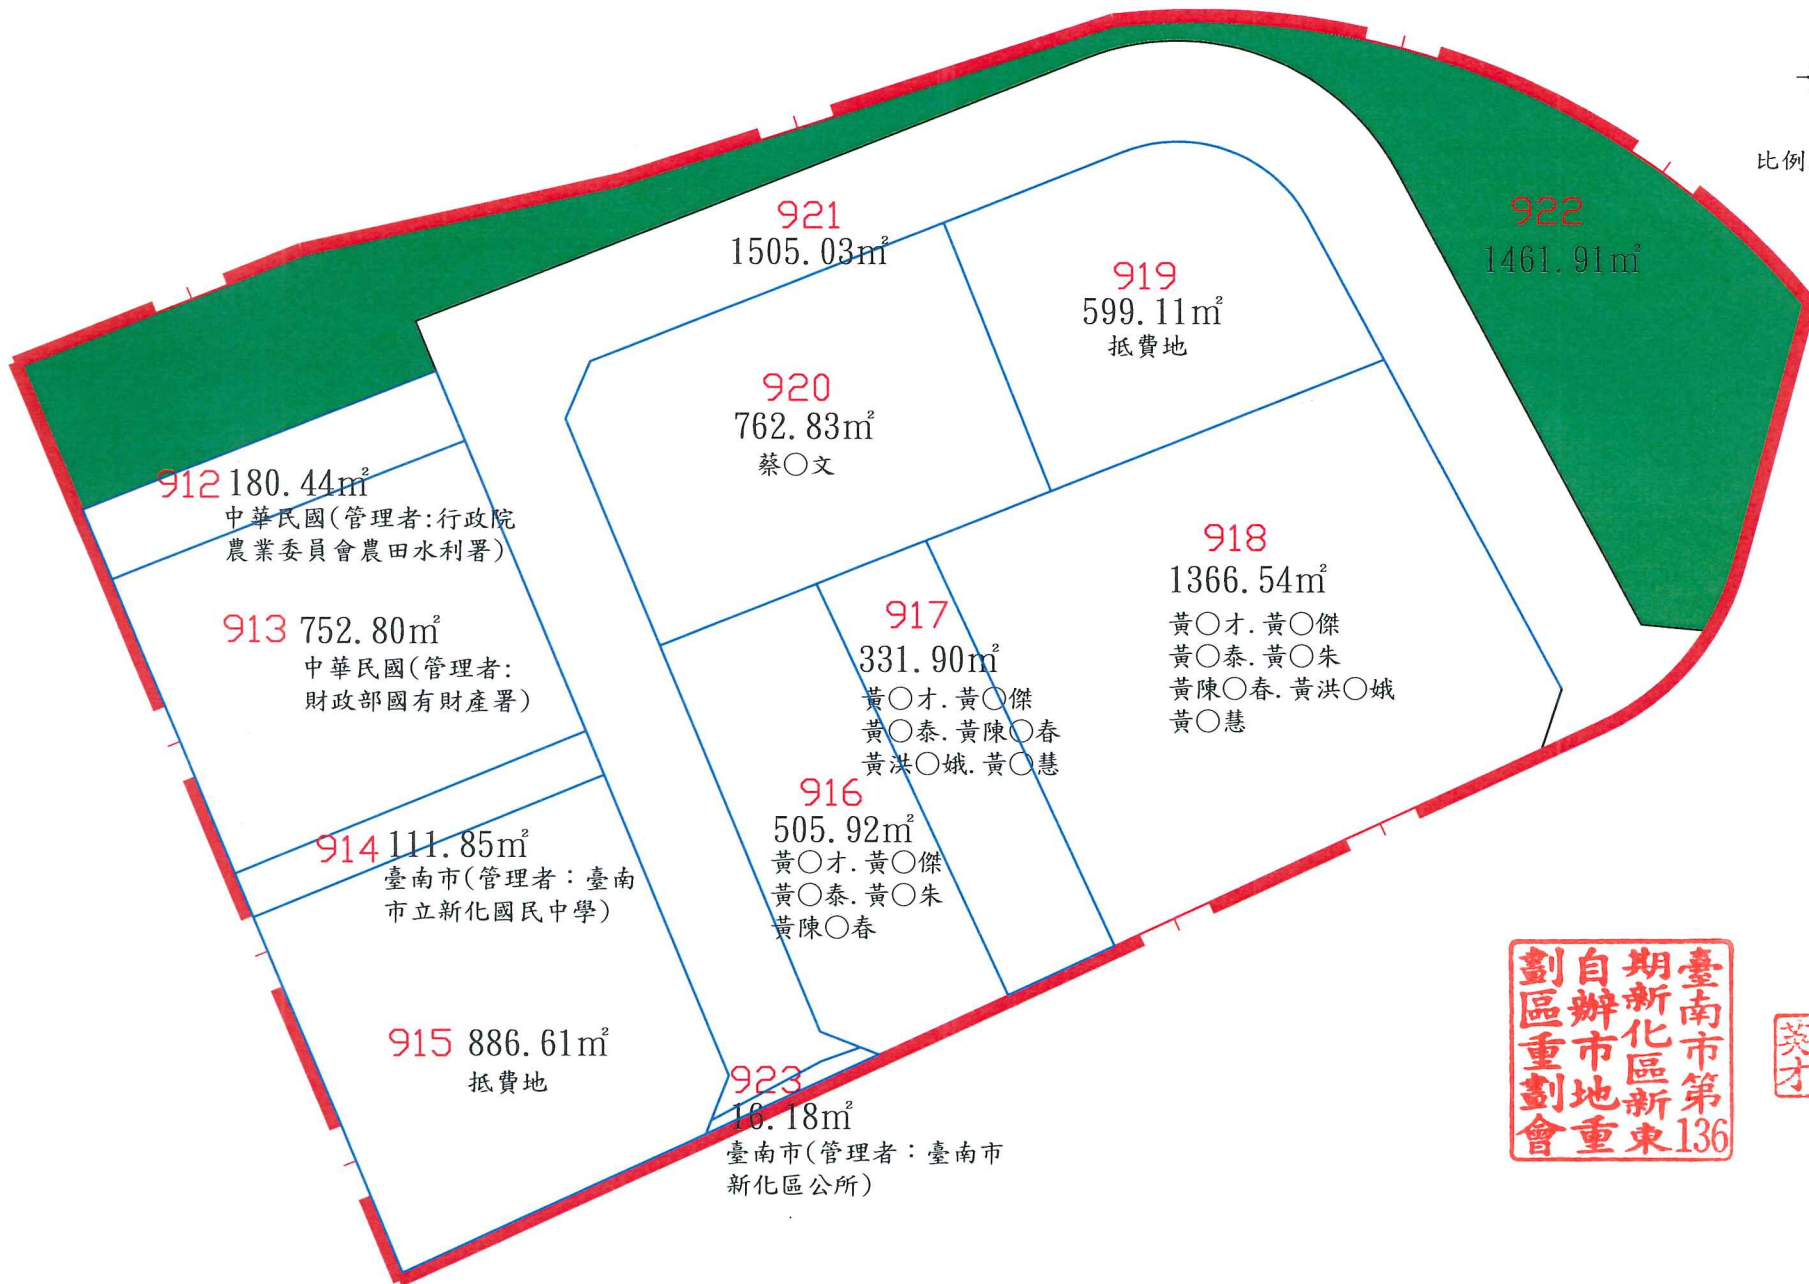 比例
921
1505.03㎡
922
1461.91㎡
919
599.11㎡
抵費地
920
762.83㎡
蔡○文
912 180.44㎡
中華民國(管理者:行政院
農業委員會農田水利署)
913 752.80㎡
中華民國(管理者:
財政部國有財產署)
918
1366.54㎡
黃○才.黃○傑
黃○泰.黃○朱
黃陳○春.黃洪○娥
黃○慧
917
331.90㎡
黃○才.黃○傑
黃○泰.黃陳○春
黃洪○娥.黃○慧
916
505.92㎡
黃○才.黃○傑
黃○泰.黃○朱
黃陳○春
914 111.85㎡
臺南市(管理者：臺南
市立新化國民中學)
915 886.61㎡
抵費地
923
16.18㎡
臺南市(管理者：臺南市
新化區公所)
臺南市第136
期新化區新東
自辦市地重
劃區重劃會